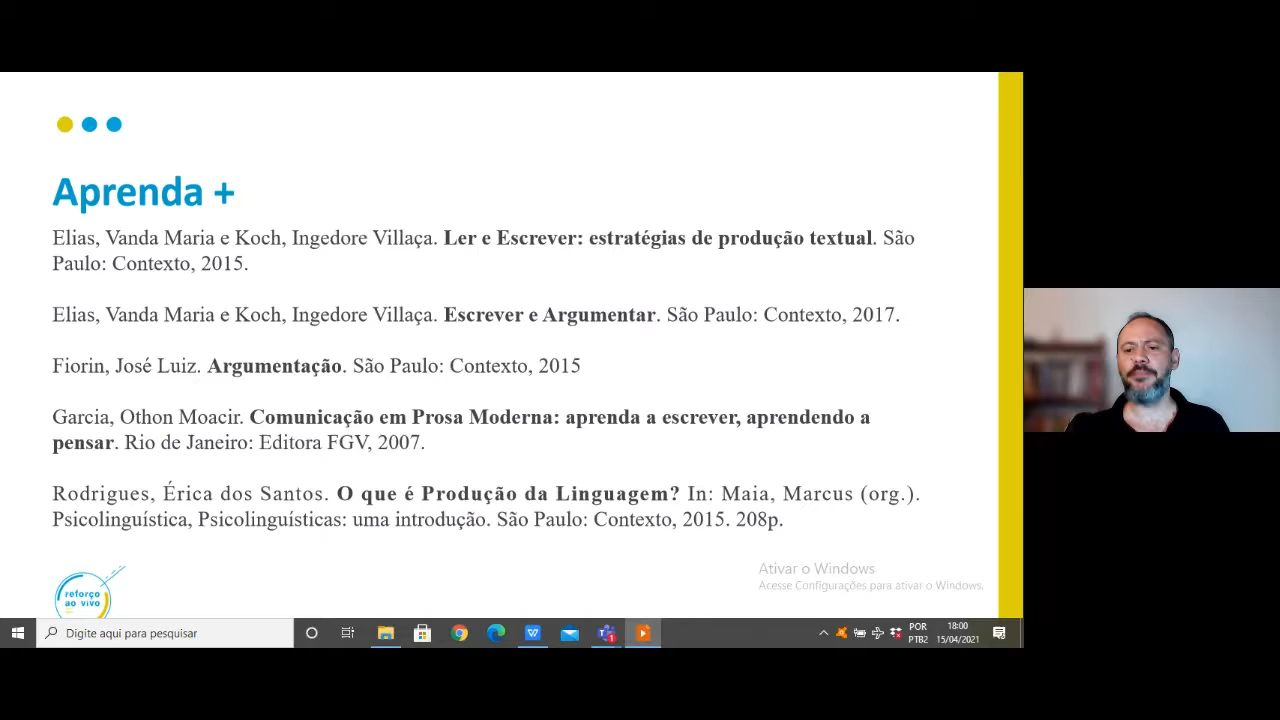 Aprenda +
Elias, Vanda Maria e Koch, Ingedore Villaça. Ler e Escrever: estratégias de produção textual. São
Paulo: Contexto, 2015.
Elias, Vanda Maria e Koch, Ingedore Villaça. Escrever e Argumentar. São Paulo: Contexto, 2017.
Fiorin, José Luiz. Argumentação. São Paulo: Contexto, 2015
Garcia, Othon Moacir. Comunicação em Prosa Moderna: aprenda a escrever, aprendendo a
pensar. Rio de Janeiro: Editora FGV, 2007.
Rodrigues, Érica dos Santos. O que é Produção da Linguagem? In: Maia, Marcus (org.).
Psicolinguística, Psicolinguísticas: uma introdução. São Paulo: Contexto, 2015. 208p.
Ativar o Windows
Acesse Configurações para ativar o Windows.
reforço
ao vivo
Digite aqui para pesquisar
1
POR
PTB2
18:00
15/04/2021